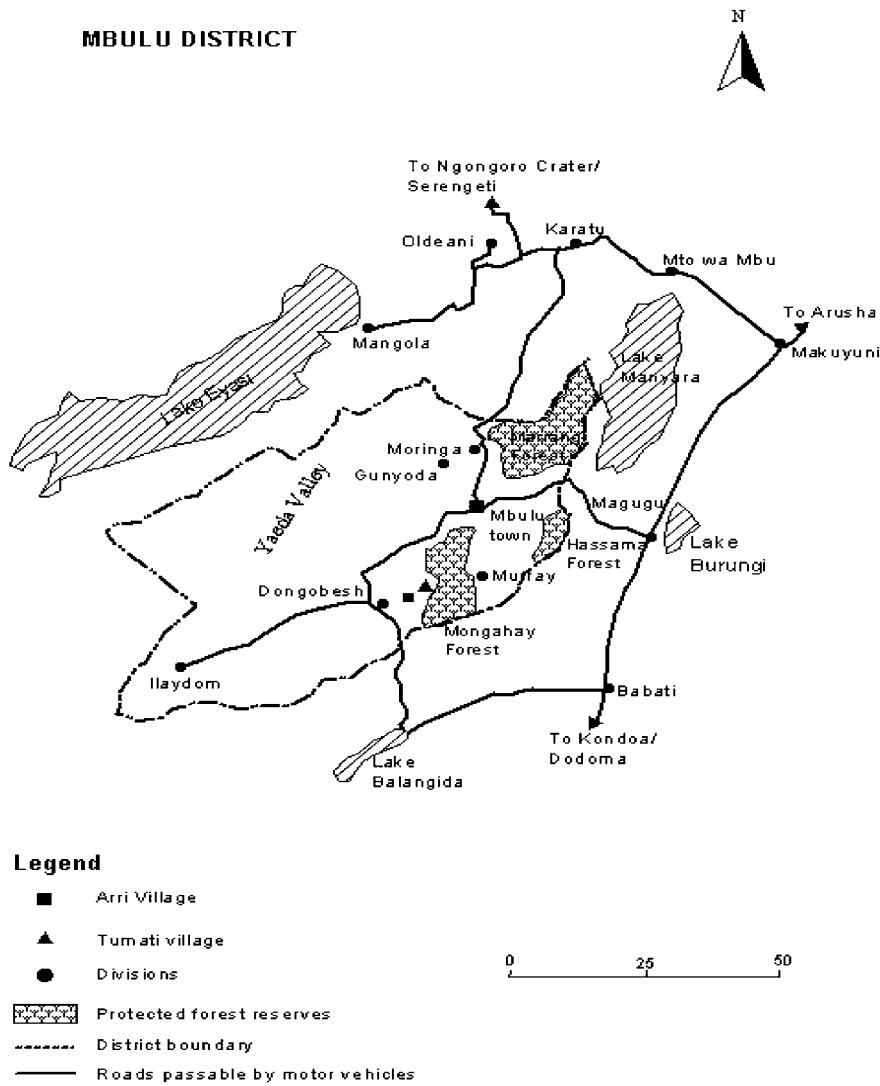 N
MBULU DISTRICT
To Ngongoro Crater/
Serengeti
Oldeani
Karatu
Mto wa Mbu
To Arusha
Makuyuni
Mangola
Lake
Manyara
Lake Eyasi
Moringa
Gunyoda
Marang
Forest
Yaeda Valley
Mbulu
town
Magugu
Hassama
Forest
Lake
Burungi
Dongobesh
Murray
Mongahay
Forest
Ilaydom
Babati
To Kondoa/
Dodoma
Lake
Balangida
Legend
Arri Village
Tumati village
Divisions
Protected forest reserves
District boundary
Roads passable by motor vehicles
0 25 50